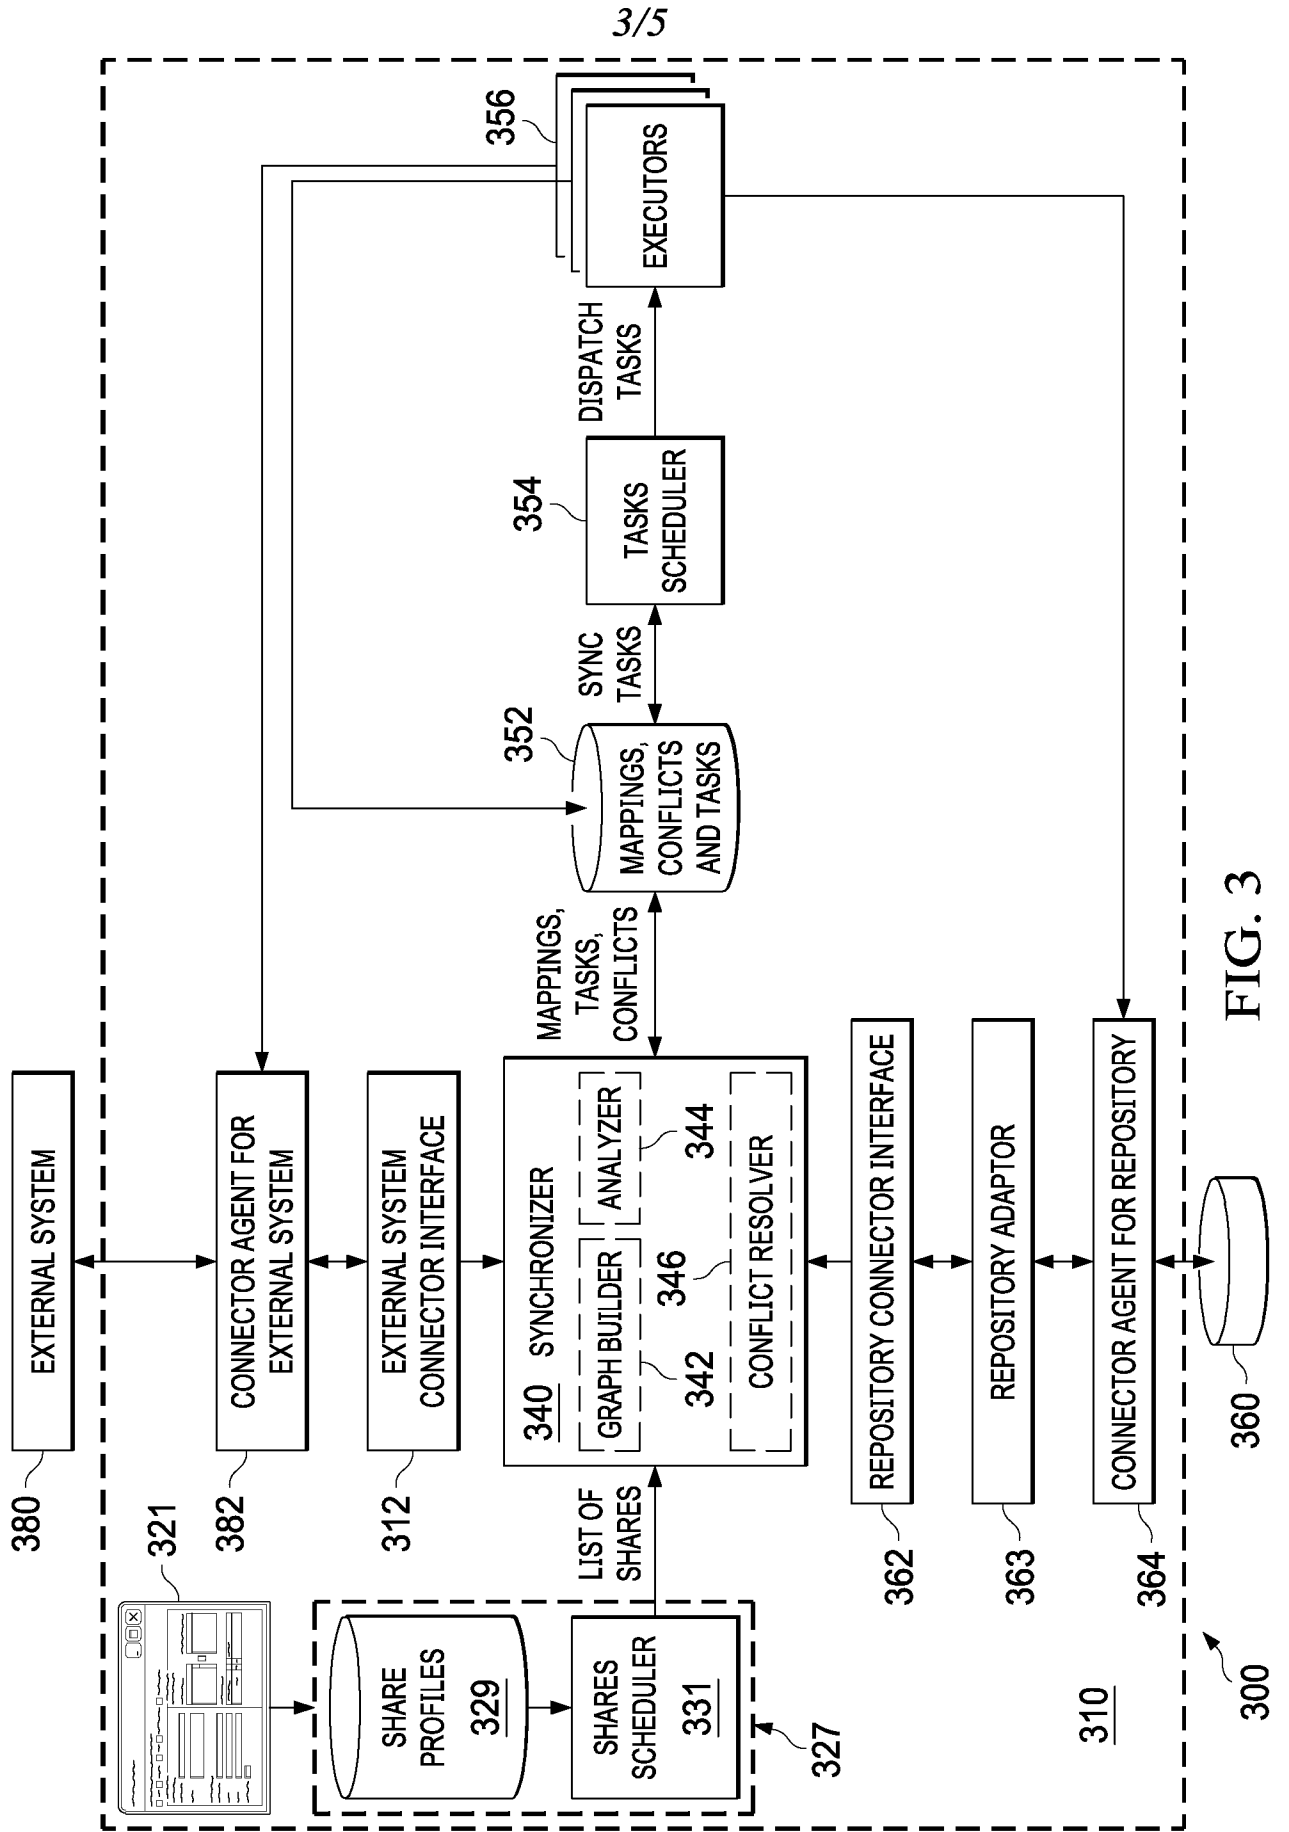 3/5
380
EXTERNAL SYSTEM
321
382
CONNECTOR AGENT FOR
EXTERNAL SYSTEM
312
EXTERNAL SYSTEM
CONNECTOR INTERFACE
SHARE
PROFILES
329
SHARES
SCHEDULER
331
327
LIST OF
SHARES
340
SYNCHRONIZER
GRAPH BUILDER
342
ANALYZER
344
346
CONFLICT RESOLVER
MAPPINGS,
TASKS,
CONFLICTS
352
MAPPINGS,
CONFLICTS
AND TASKS
SYNC
TASKS
354
TASKS
SCHEDULER
DISPATCH
TASKS
356
EXECUTORS
362
REPOSITORY CONNECTOR INTERFACE
363
REPOSITORY ADAPTOR
364
CONNECTOR AGENT FOR REPOSITORY
360
310
300
FIG. 3